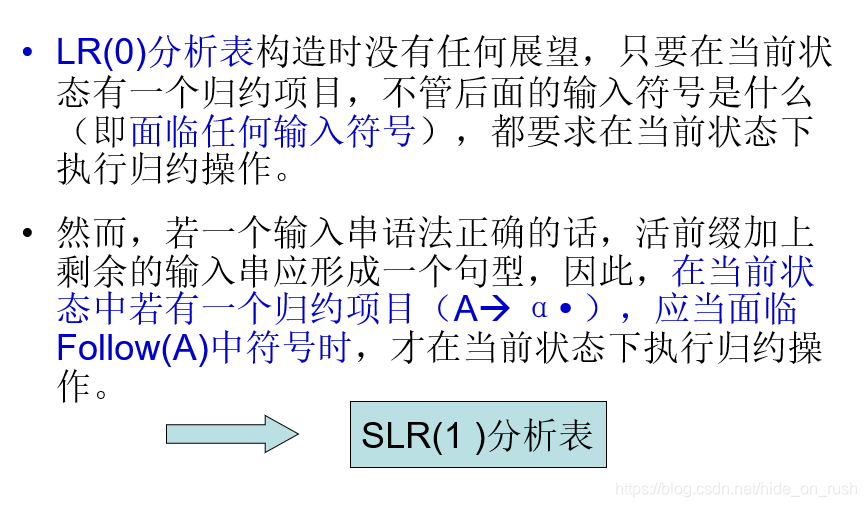 • LR(0)分析表构造时没有任何展望，只要在当前状
态有一个归约项目，不管后面的输入符号是什么
（即面临任何输入符号），都要求在当前状态下
执行归约操作。
• 然而，若一个输入串语法正确的话，活前缀加上
剩余的输入串应形成一个句型，因此，在当前状
态中若有一个归约项目（A→ α•），应当面临
Follow(A)中符号时，才在当前状态下执行归约操
作。
SLR(1 )分析表
https://blog.csdn.net/hide_on_rush